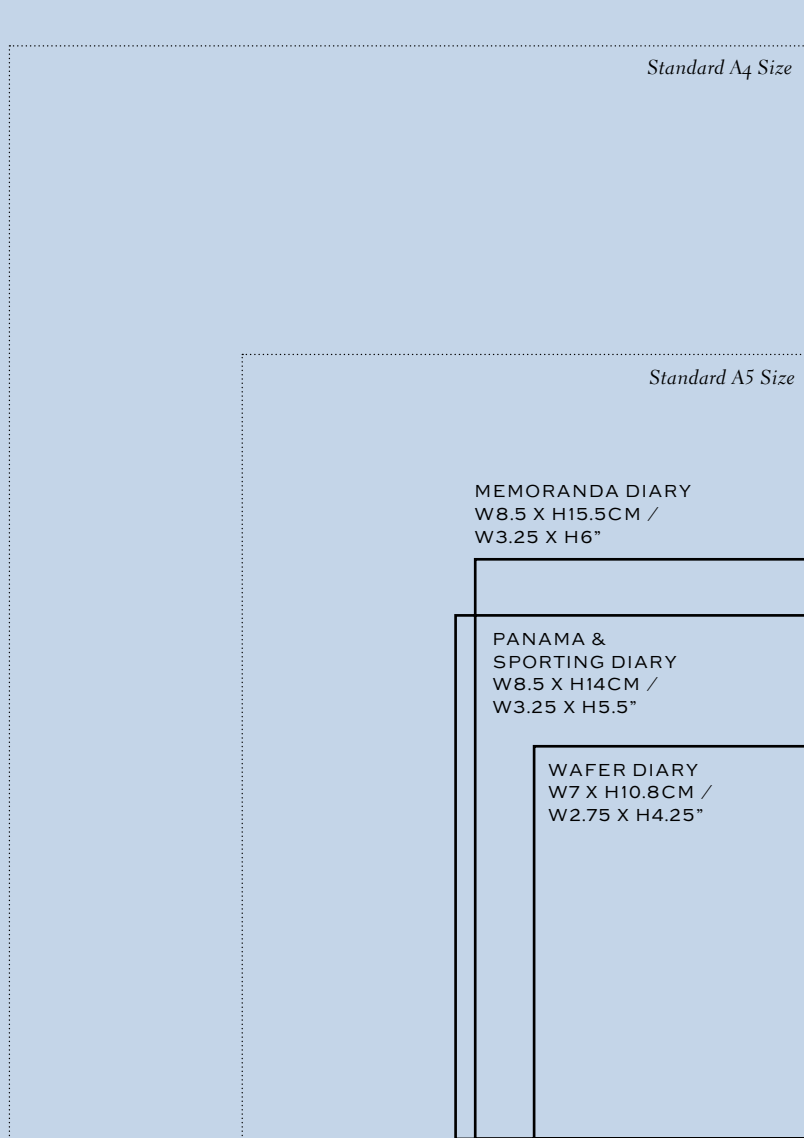 Standard A4 Size
Standard A5 Size
MEMORANDA DIARY
W8.5 X H15.5CM /
W3.25 X H6”
PANAMA &
SPORTING DIARY
W8.5 X H14CM /
W3.25 X H5.5”
WAFER DIARY
W7 X H10.8CM /
W2.75 X H4.25”